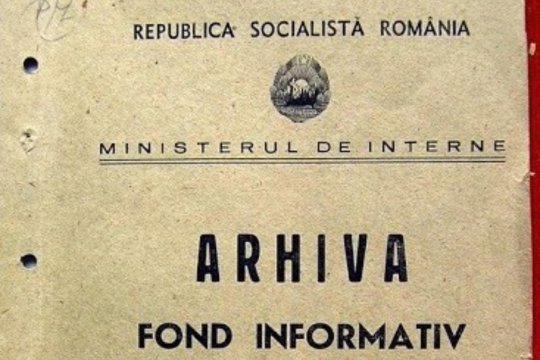 REPUBLICA SOCIALISTĂ ROMÂNIA
MINISTERUL DE INTERNE
ARHIVA
FOND INFORMATIV